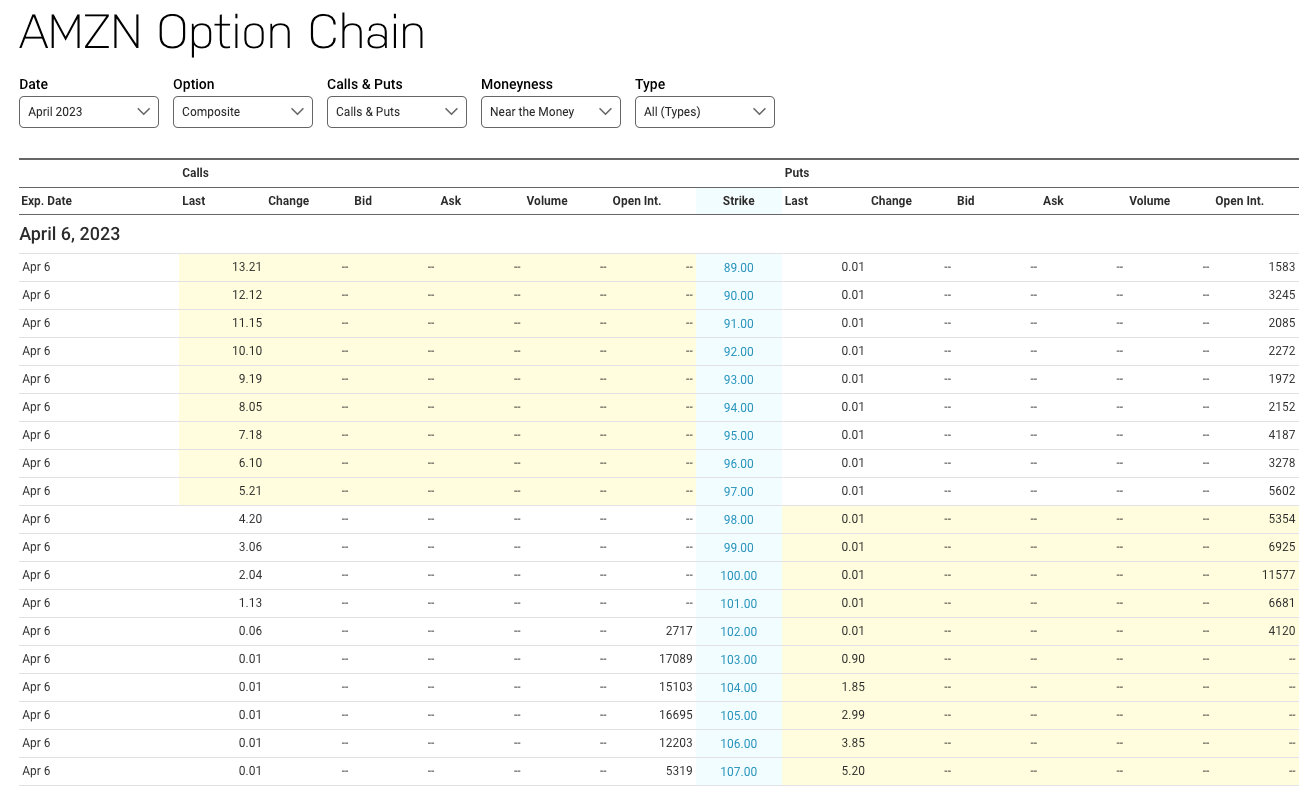 AMZN Option Chain
Date Option Calls & Puts Moneyness Type
April 2023 Composite Calls & Puts Near the Money All (Types)
Calls Puts
Exp. Date Last Change Bid Ask Volume Open Int. Strike Last Change Bid Ask Volume Open Int.
April 6, 2023
Apr 6 13.21 -- -- -- -- -- 89.00 0.01 -- -- -- -- 1583
Apr 6 12.12 -- -- -- -- -- 90.00 0.01 -- -- -- -- 3245
Apr 6 11.15 -- -- -- -- -- 91.00 0.01 -- -- -- -- 2085
Apr 6 10.10 -- -- -- -- -- 92.00 0.01 -- -- -- -- 2272
Apr 6 9.19 -- -- -- -- -- 93.00 0.01 -- -- -- -- 1972
Apr 6 8.05 -- -- -- -- -- 94.00 0.01 -- -- -- -- 2152
Apr 6 7.18 -- -- -- -- -- 95.00 0.01 -- -- -- -- 4187
Apr 6 6.10 -- -- -- -- -- 96.00 0.01 -- -- -- -- 3278
Apr 6 5.21 -- -- -- -- -- 97.00 0.01 -- -- -- -- 5602
Apr 6 4.20 -- -- -- -- -- 98.00 0.01 -- -- -- -- 5354
Apr 6 3.06 -- -- -- -- -- 99.00 0.01 -- -- -- -- 6925
Apr 6 2.04 -- -- -- -- -- 100.00 0.01 -- -- -- -- 11577
Apr 6 1.13 -- -- -- -- -- 101.00 0.01 -- -- -- -- 6681
Apr 6 0.06 -- -- -- -- 2717 102.00 0.01 -- -- -- -- 4120
Apr 6 0.01 -- -- -- -- 17089 103.00 0.90 -- -- -- -- --
Apr 6 0.01 -- -- -- -- 15103 104.00 1.85 -- -- -- -- --
Apr 6 0.01 -- -- -- -- 16695 105.00 2.99 -- -- -- -- --
Apr 6 0.01 -- -- -- -- 12203 106.00 3.85 -- -- -- -- --
Apr 6 0.01 -- -- -- -- 5319 107.00 5.20 -- -- -- -- --